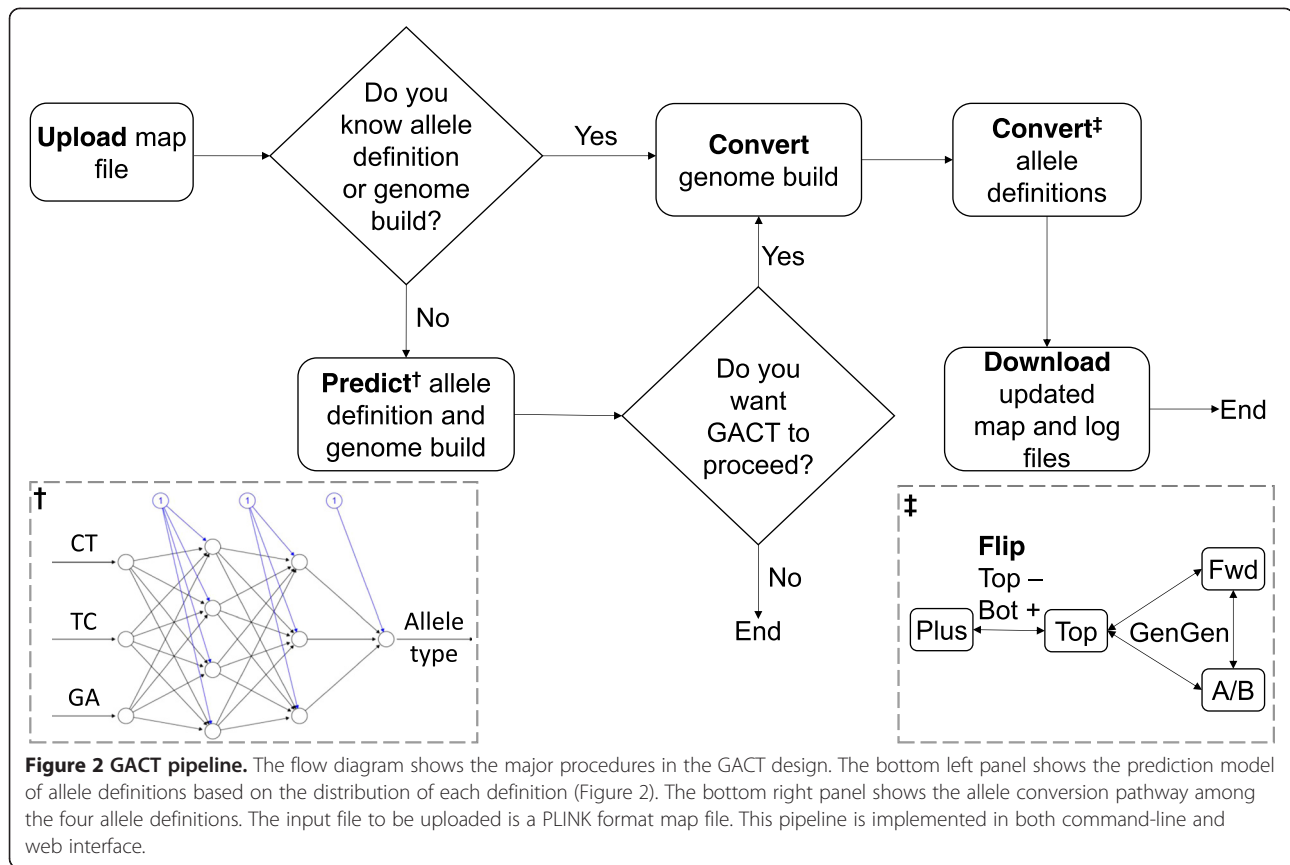 Upload map
file
Do you
know allele
definition
or genome
build?
Yes
Convert
genome build
Convert‡
allele
definitions
No
Yes
Predict† allele
definition and
genome build
Do you
want
GACT to
proceed?
Download
updated
map and log
files
End
No
End
†
1
1
1
CT
TC
GA
Allele
type
‡
Flip
Top –
Bot +
Plus
Top
GenGen
Fwd
A/B
Figure 2 GACT pipeline. The flow diagram shows the major procedures in the GACT design. The bottom left panel shows the prediction model
of allele definitions based on the distribution of each definition (Figure 2). The bottom right panel shows the allele conversion pathway among
the four allele definitions. The input file to be uploaded is a PLINK format map file. This pipeline is implemented in both command-line and
web interface.